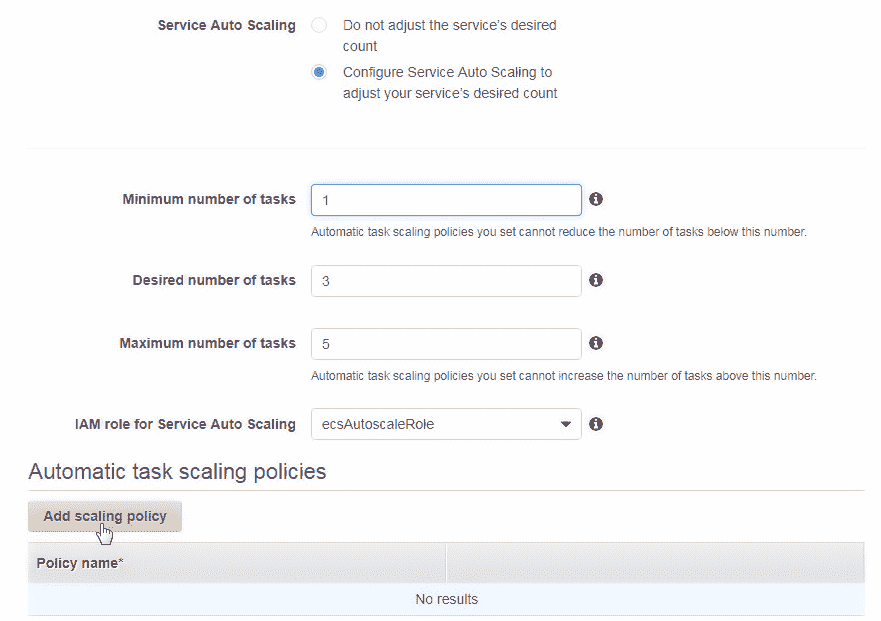 Service Auto Scaling
Do not adjust the service's desired
count
Configure Service Auto Scaling to
adjust your service's desired count
Minimum number of tasks
1
Automatic task scaling policies you set cannot reduce the number of tasks below this number.
Desired number of tasks
3
Maximum number of tasks
5
Automatic task scaling policies you set cannot increase the number of tasks above this number.
IAM role for Service Auto Scaling
ecsAutoscaleRole
Automatic task scaling policies
Add scaling policy
Policy name*
No results